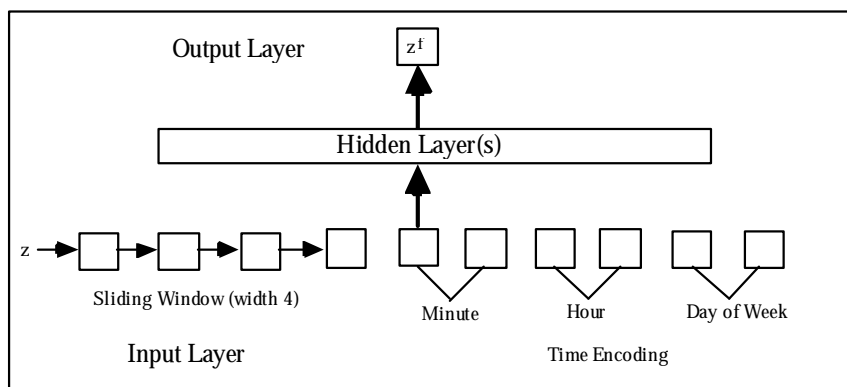 Output Layer
z^f
Hidden Layer(s)
z
Sliding Window (width 4)
Minute
Hour
Day of Week
Input Layer
Time Encoding